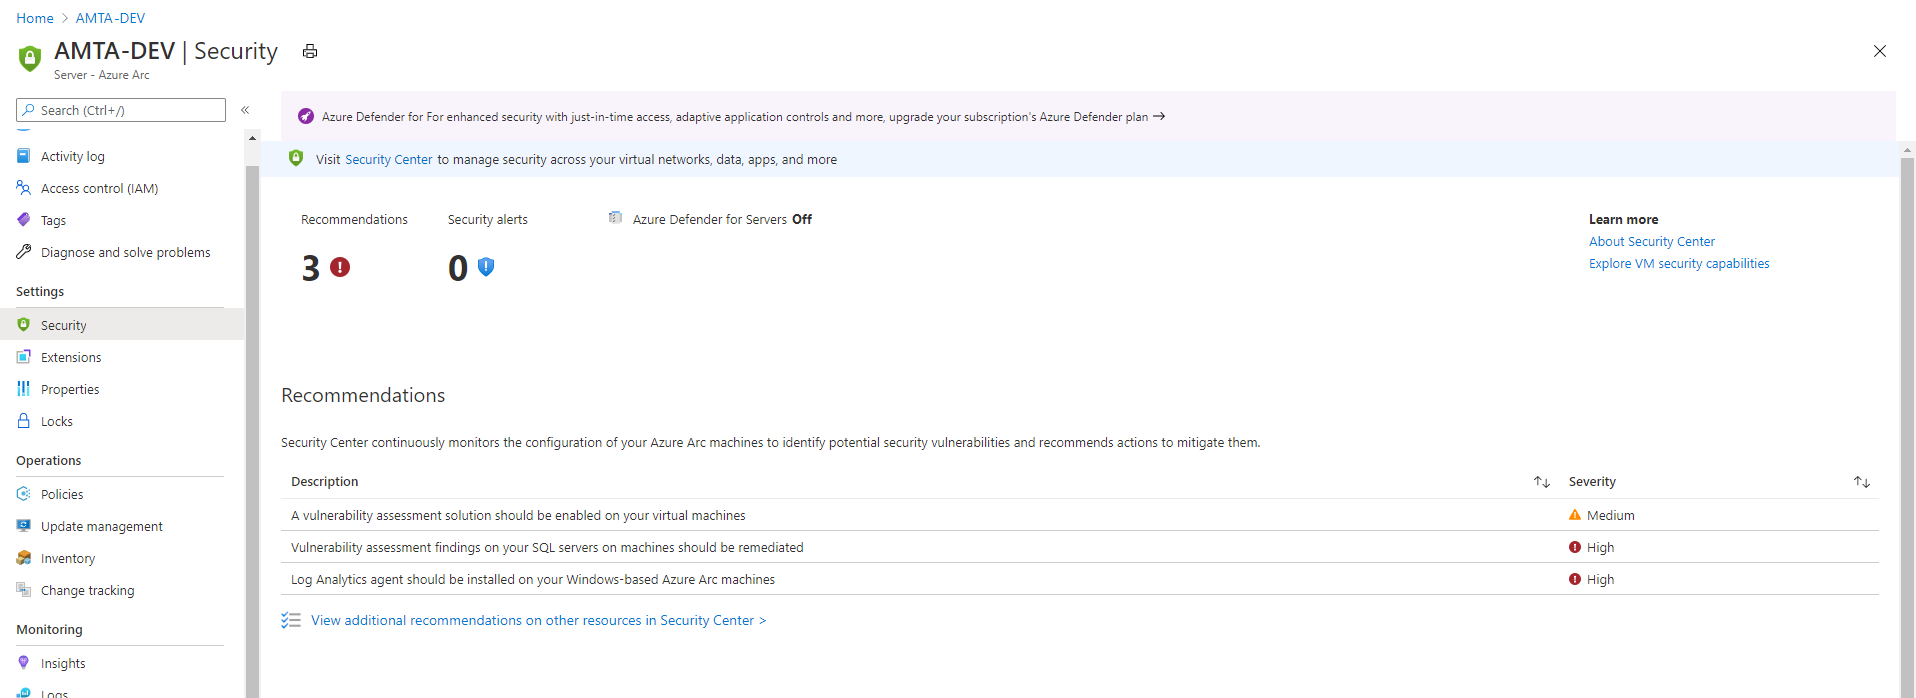 Home > AMTA-DEV
AMTA-DEV | Security
Server - Azure Arc
Search (Ctrl+/)
«
Activity log
Access control (IAM)
Tags
Diagnose and solve problems
Settings
Security
Extensions
Properties
Locks
Operations
Policies
Update management
Inventory
Change tracking
Monitoring
Insights
Logs
Azure Defender for For enhanced security with just-in-time access, adaptive application controls and more, upgrade your subscription's Azure Defender plan →
Visit Security Center to manage security across your virtual networks, data, apps, and more
Recommendations
3
Security alerts
0
Azure Defender for Servers Off
Learn more
About Security Center
Explore VM security capabilities
Recommendations
Security Center continuously monitors the configuration of your Azure Arc machines to identify potential security vulnerabilities and recommends actions to mitigate them.
Description ↑↓ Severity ↑↓
A vulnerability assessment solution should be enabled on your virtual machines Medium
Vulnerability assessment findings on your SQL servers on machines should be remediated High
Log Analytics agent should be installed on your Windows-based Azure Arc machines High
View additional recommendations on other resources in Security Center >